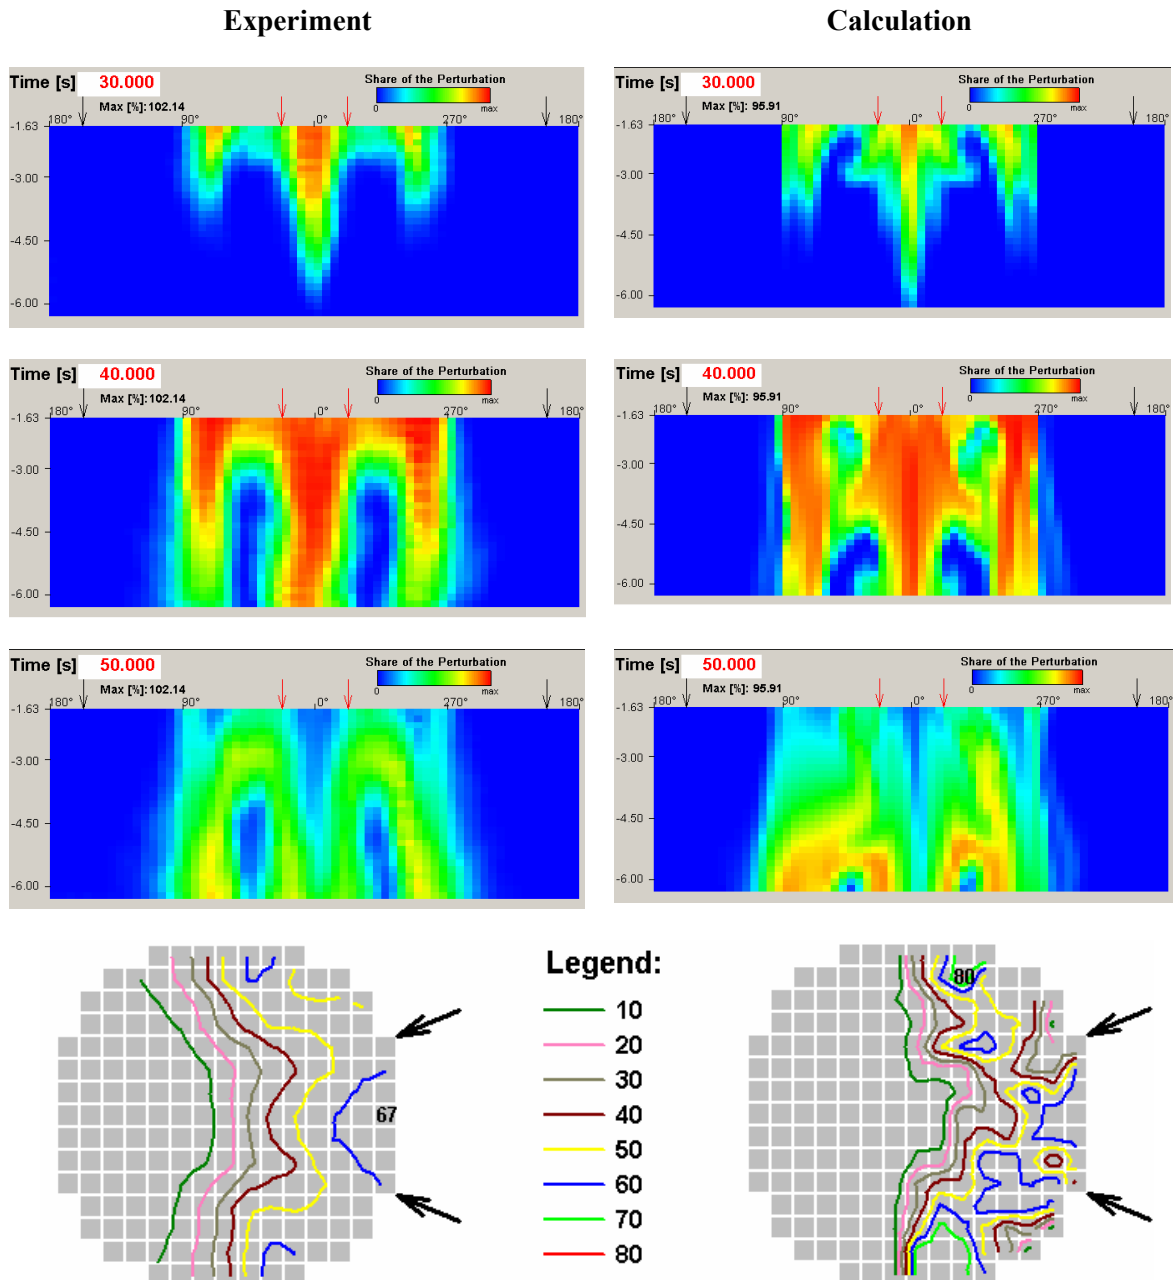 Experiment
Calculation
Time [s] 30.000
Share of the Perturbation
0 max
Max [%]:102.14
90° 0° 270° 180°
-1.63
-3.00
-4.50
-6.00
Time [s] 30.000
Share of the Perturbation
0 max
Max [%]: 95.91
90° 0° 270° 180°
-1.63
-3.00
-4.50
-6.00
Time [s] 40.000
Share of the Perturbation
0 max
Max [%]:102.14
180° 90° 0° 270° 180°
-1.63
-3.00
-4.50
-6.00
Time [s] 40.000
Share of the Perturbation
0 max
Max [%]: 95.91
180° 90° 0° 270° 180°
-1.63
-3.00
-4.50
-6.00
Time [s] 50.000
Share of the Perturbation
0 max
Max [%]:102.14
180° 90° 0° 270° 180°
-1.63
-3.00
-4.50
-6.00
Time [s] 50.000
Share of the Perturbation
0 max
Max [%]: 95.91
180° 90° 0° 270° 180°
-1.63
-3.00
-4.50
-6.00
67
Legend:
10
20
30
40
50
60
70
80
80